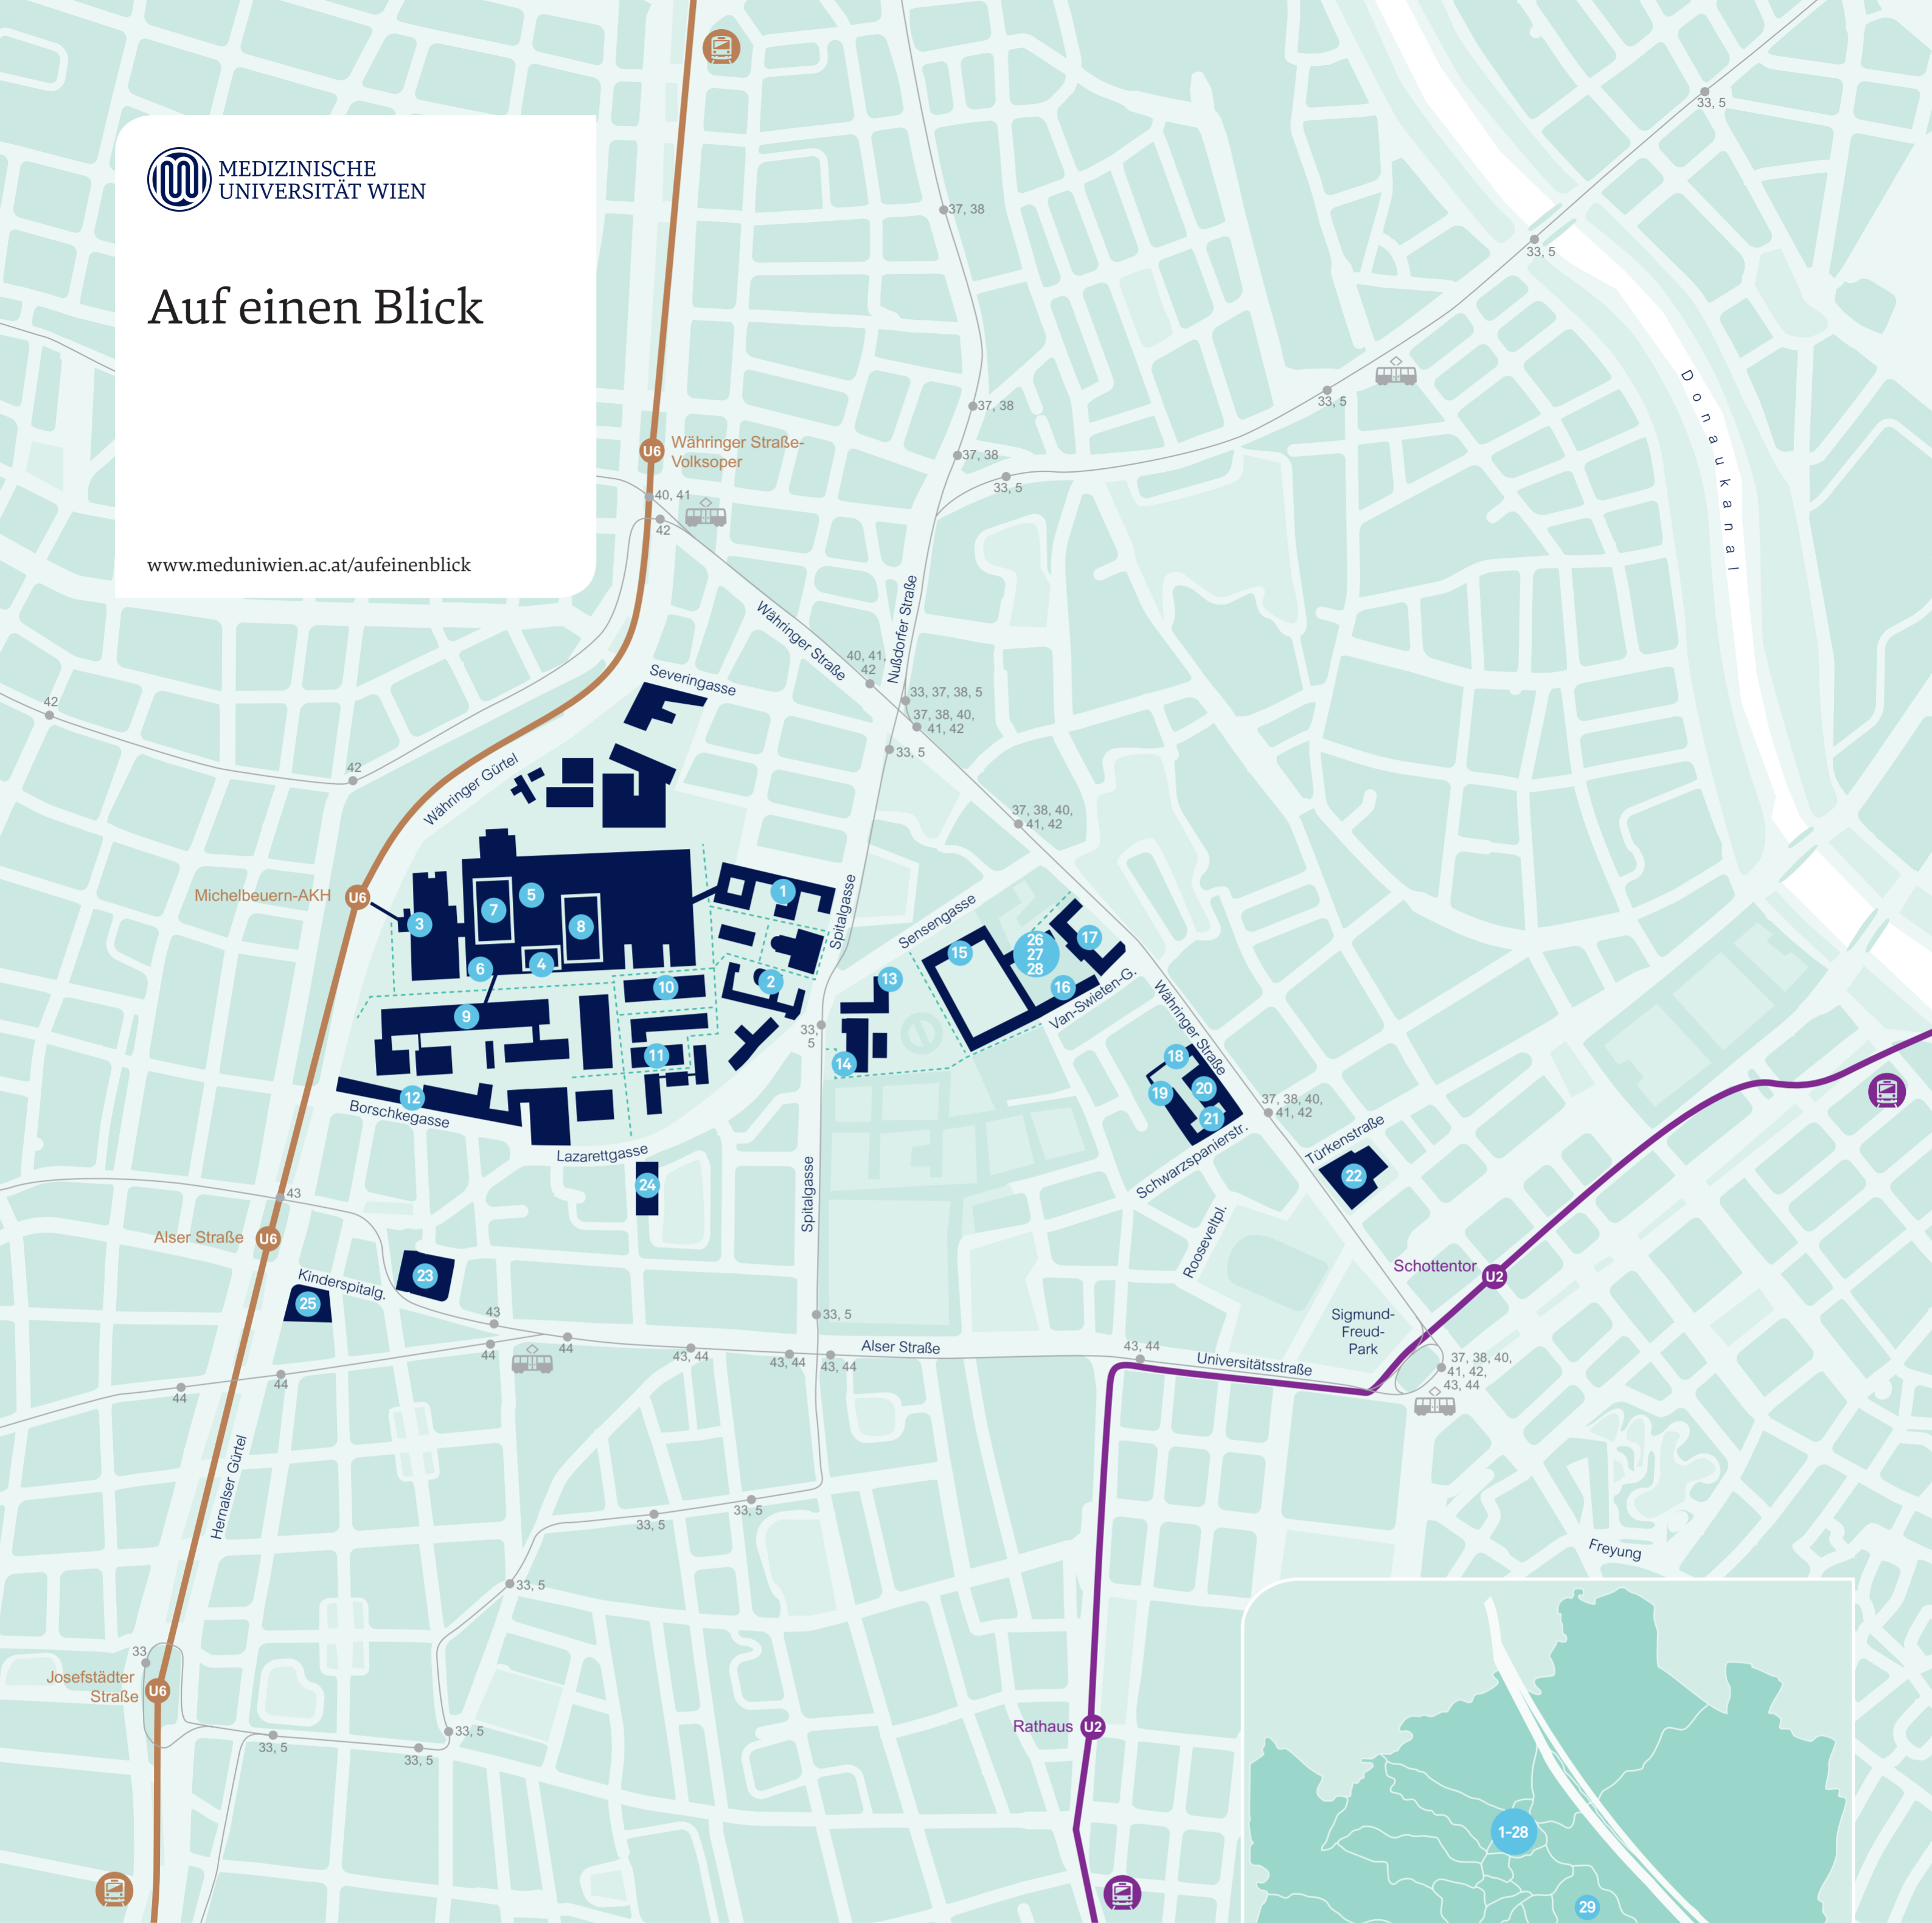 MEDIZINISCHE
UNIVERSITÄT WIEN
Auf einen Blick
www.meduniwien.ac.at/aufeinenblick
33, 5
37, 38
33, 5
Donaukanal
33, 5
37, 38
U6
Währinger Straße-
Volksoper
37, 38
33, 5
40, 41
42
Währinger Straße
Nußdorfer Straße
40, 41,
42
Severingasse
33, 37, 38, 5
37, 38, 40,
41, 42
33, 5
42
42
Währinger Gürtel
37, 38, 40,
41, 42
Michelbeuern-AKH
U6
1
2
3
4
5
6
7
8
9
10
11
12
Spitalgasse
Sensengasse
13
14
15
26
27
28
16
17
Van-Swieten-G.
Währinger Straße
33,
5
18
19
20
21
37, 38, 40,
41, 42
Türkenstraße
22
Schwarzspanierstr.
Borschkegasse
Lazarettgasse
24
Spitalgasse
Rooseveltpl.
43
Alser Straße
U6
Kinderspitalg.
23
25
Schottentor
U2
Sigmund-
Freud-
Park
43
44
44
43, 44
43, 44
43, 44
33, 5
Alser Straße
43, 44
Universitätsstraße
37, 38, 40,
41, 42,
43, 44
44
44
Hernalser Gürtel
33, 5
33, 5
33, 5
Freyung
33
Josefstädter
Straße
U6
33, 5
33, 5
33, 5
Rathaus
U2
1-28
29